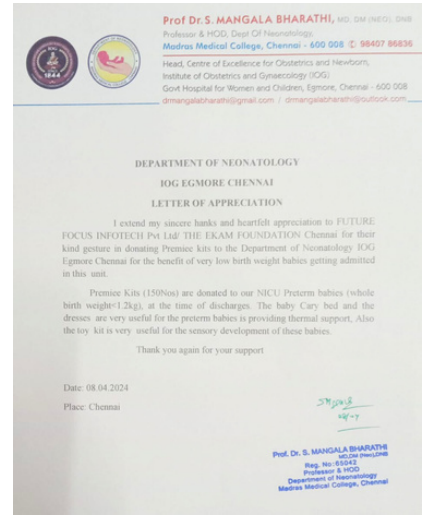 Prof Dr. S. MANGALA BHARATHI, MD, DM (NEO), DNB
Professor & HOD, Dept Of Neonatology,
Madras Medical College, Chennai - 600 008 ✆ 98407 86836
Head, Centre of Excellence for Obstetrics and Newborn,
Institute of Obstetrics and Gynaecology (IOG)
Govt Hospital for Women and Children, Egmore, Chennai - 600 008
drmangalabharathi@gmail.com / drmangalabharathi@outlook.com
1844
DEPARTMENT OF NEONATOLOGY
IOG EGMORE CHENNAI
LETTER OF APPRECIATION
I extend my sincere hanks and heartfelt appreciation to FUTURE
FOCUS INFOTECH Pvt Ltd/ THE EKAM FOUNDATION Chennai for their
kind gesture in donating Premiee kits to the Department of Neonatology IOG
Egmore Chennai for the benefit of very low birth weight babies getting admitted
in this unit.
Premiee Kits (150Nos) are donated to our NICU Preterm babies (whole
birth weight<1.2kg), at the time of discharges. The baby Cary bed and the
dresses are very useful for the preterm babies is providing thermal support, Also
the toy kit is very useful for the sensory development of these babies.
Thank you again for your support
Date: 08.04.2024
Place: Chennai
Prof. Dr. S. MANGALA BHARATHI
MD,DM (Neo),DNB
Reg. No:65042
Professor & HOD
Department of Neonatology
Madras Medical College, Chennai